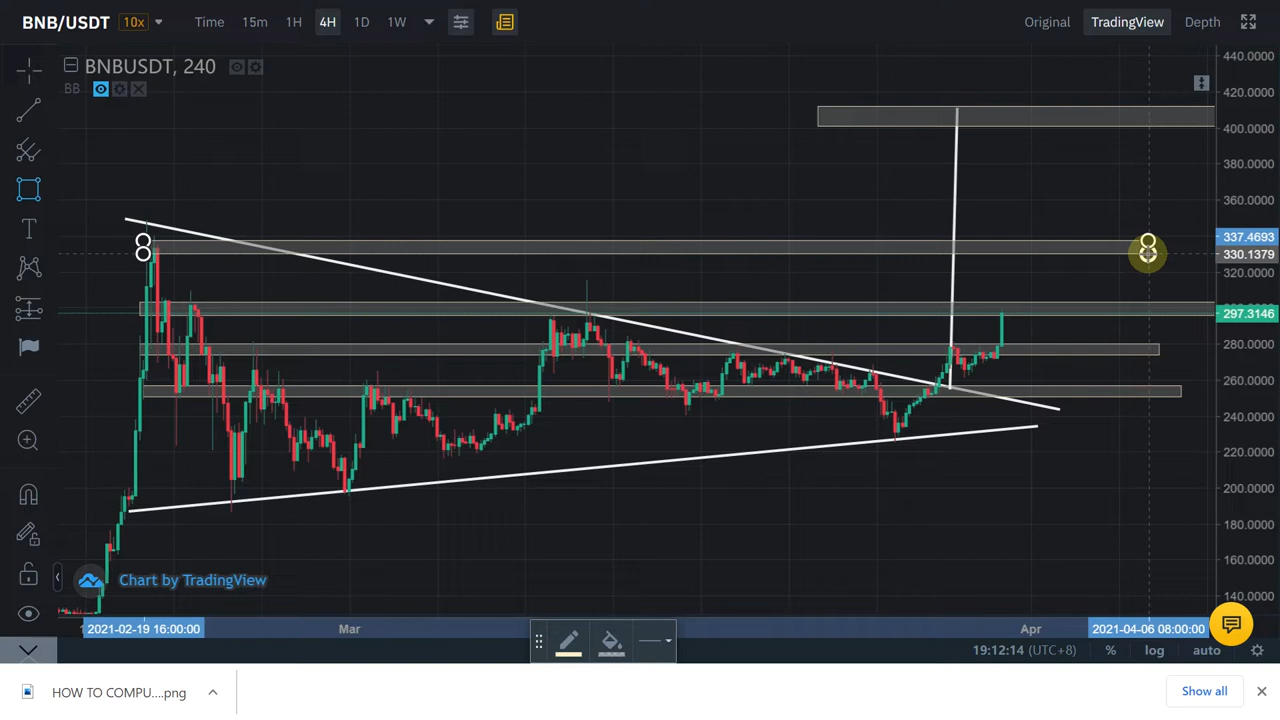 BNB/USDT 10x Time 15m 1H 4H 1D 1W Original TradingView Depth
BNBUSDT, 240
BB
440.0000
420.0000
400.0000
380.0000
360.0000
337.4693
330.1379
320.0000
297.3146
280.0000
260.0000
240.0000
220.0000
200.0000
180.0000
160.0000
140.0000
Chart by TradingView
2021-02-19 16:00:00 Mar Apr 2021-04-06 08:00:00
19:12:14 (UTC+8) % log auto
HOW TO COMPU....png Show all